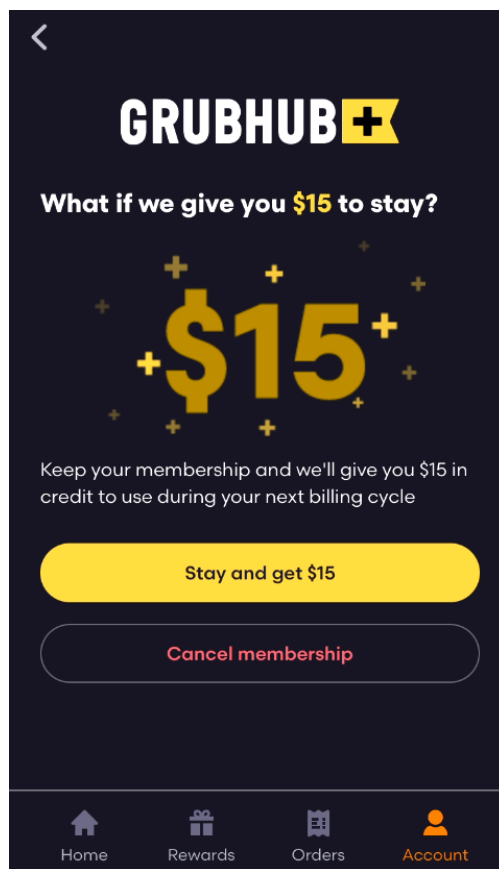 GRUBHUB+
What if we give you $15 to stay?
$15
Keep your membership and we'll give you $15 in
credit to use during your next billing cycle
Stay and get $15
Cancel membership
Home Rewards Orders Account